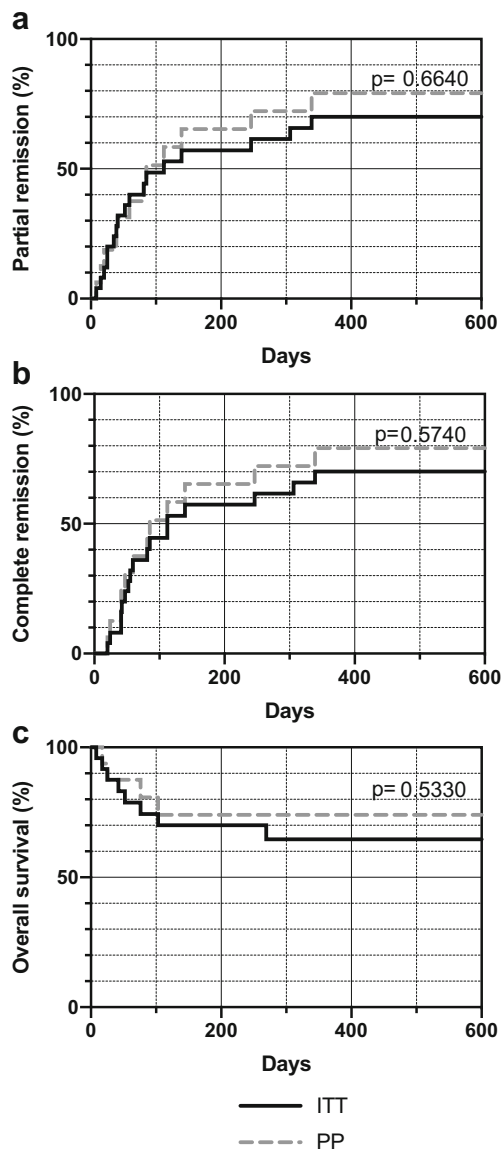 a
100
p= 0.6640
Partial remission (%)
50
0
0 200 400 600
Days
b
100
p=0.5740
Complete remission (%)
50
0
0 200 400 600
Days
c
100
p= 0.5330
Overall survival (%)
50
0
0 200 400 600
Days
ITT
PP